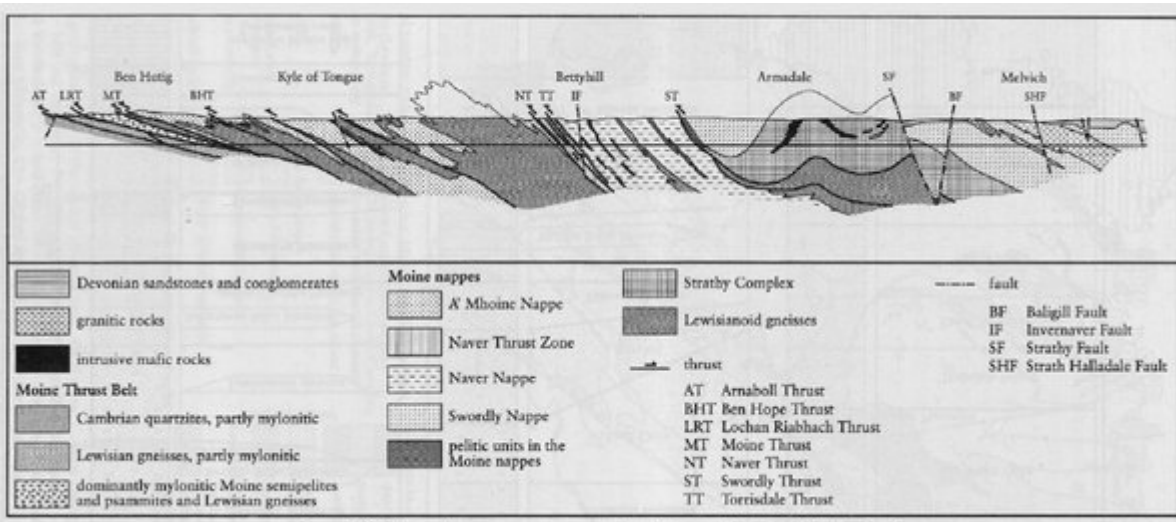 Ben Hutig
Kyle of Tongue
Bettyhill
Armadale
SF
Melvich
AT
LRT
MT
BHT
NT
TT
IF
ST
BF
SHF
Devonian sandstones and conglomerates
granitic rocks
intrusive mafic rocks
Moine Thrust Belt
Cambrian quartzites, partly mylonitic
Lewisian gneisses, partly mylonitic
dominantly mylonitic Moine semipelites
and psammites and Lewisian gneisses
Moine nappes
A' Mhoine Nappe
Naver Thrust Zone
Naver Nappe
Swordly Nappe
pelitic units in the
Moine nappes
Strathy Complex
Lewisianoid gneisses
thrust
AT Arnaboll Thrust
BHT Ben Hope Thrust
LRT Lochan Riabhach Thrust
MT Moine Thrust
NT Naver Thrust
ST Swordly Thrust
TT Torrisdale Thrust
fault
BF Baligill Fault
IF Invernaver Fault
SF Strathy Fault
SHF Strath Halladale Fault